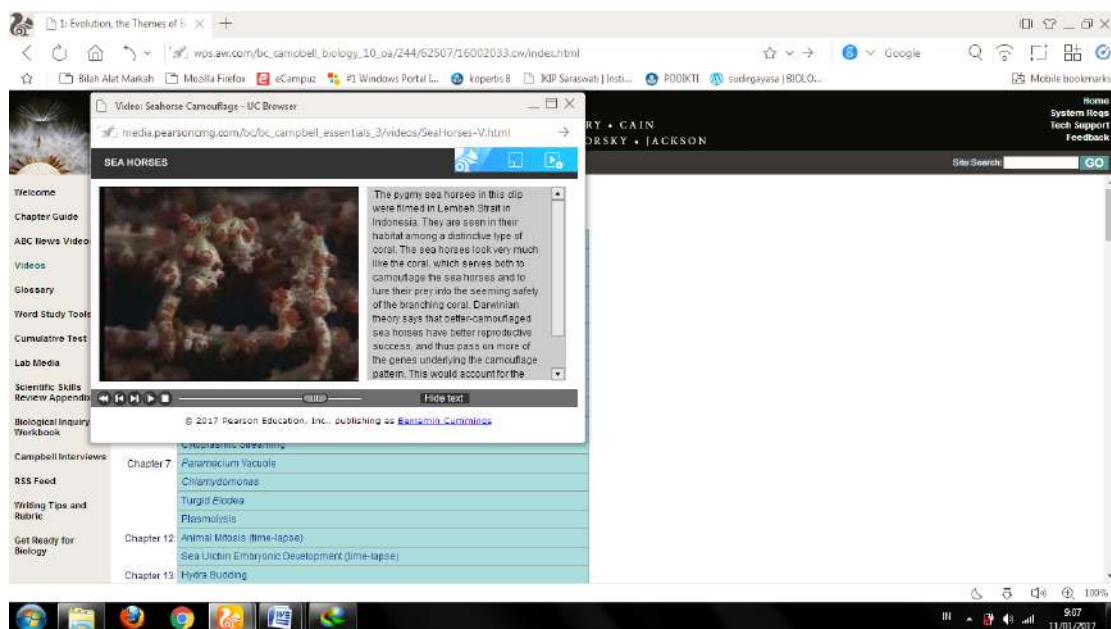 1: Evolution, the Themes of B
wps.aw.com/bc_campbell_biology_10_oa/244/62507/16002033.cw/index.html
Google
Bilah Alat Markah
Mozilla Firefox
eCampuz
#1 Windows Portal I...
kopertis 8
IKIP Saraswati | Insti...
PDDIKTI
sudirgayasa | BIOLO...
Mobile bookmarks
Video: Seahorse Camouflage - UC Browser
media.pearsoncmg.com/bc/bc_campbell_essentials_3/videos/SeaHorses-V.html
SEA HORSES
The pygmy sea horses in this clip
were filmed in Lembeh Strait in
Indonesia. They are seen in their
habitat among a distinctive type of
coral. The sea horses look very much
like the coral, which serves both to
camouflage the sea horses and to
lure their prey into the seeming safety
of the branching coral. Darwinian
theory says that better-camouflaged
sea horses have better reproductive
success, and thus pass on more of
the genes underlying the camouflage
pattern. This would account for the
Hide text
© 2017 Pearson Education, Inc., publishing as Benjamin Cummings
RY • CAIN
ORSKY • JACKSON
Home
System Reqs
Tech Support
Feedback
Site Search:
GO
Welcome
Chapter Guide
ABC News Video
Videos
Glossary
Word Study Tools
Cumulative Test
Lab Media
Scientific Skills
Review Appendix
Biological Inquiry
Workbook
Campbell Interviews
RSS Feed
Writing Tips and
Rubric
Get Ready for
Biology
Cytoplasmic Streaming
Chapter 7: Paramecium Vacuole
Chlamydomonas
Turgid Elodea
Plasmolysis
Chapter 12: Animal Mitosis (time-lapse)
Sea Urchin Embryonic Development (time-lapse)
Chapter 13: Hydra Budding
100%
IN
9:07
11/01/2017